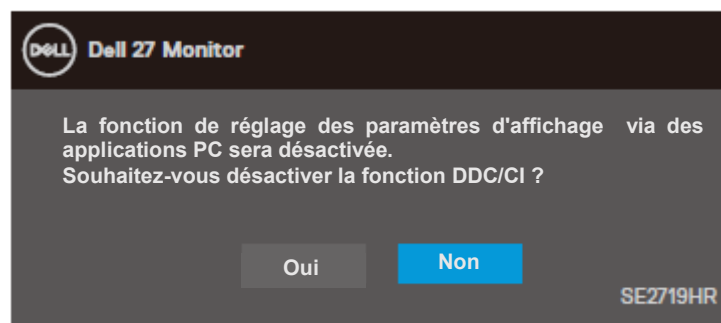 DELL
Dell 27 Monitor
La fonction de réglage des paramètres d'affichage via des
applications PC sera désactivée.
Souhaitez-vous désactiver la fonction DDC/CI ?
Oui
Non
SE2719HR